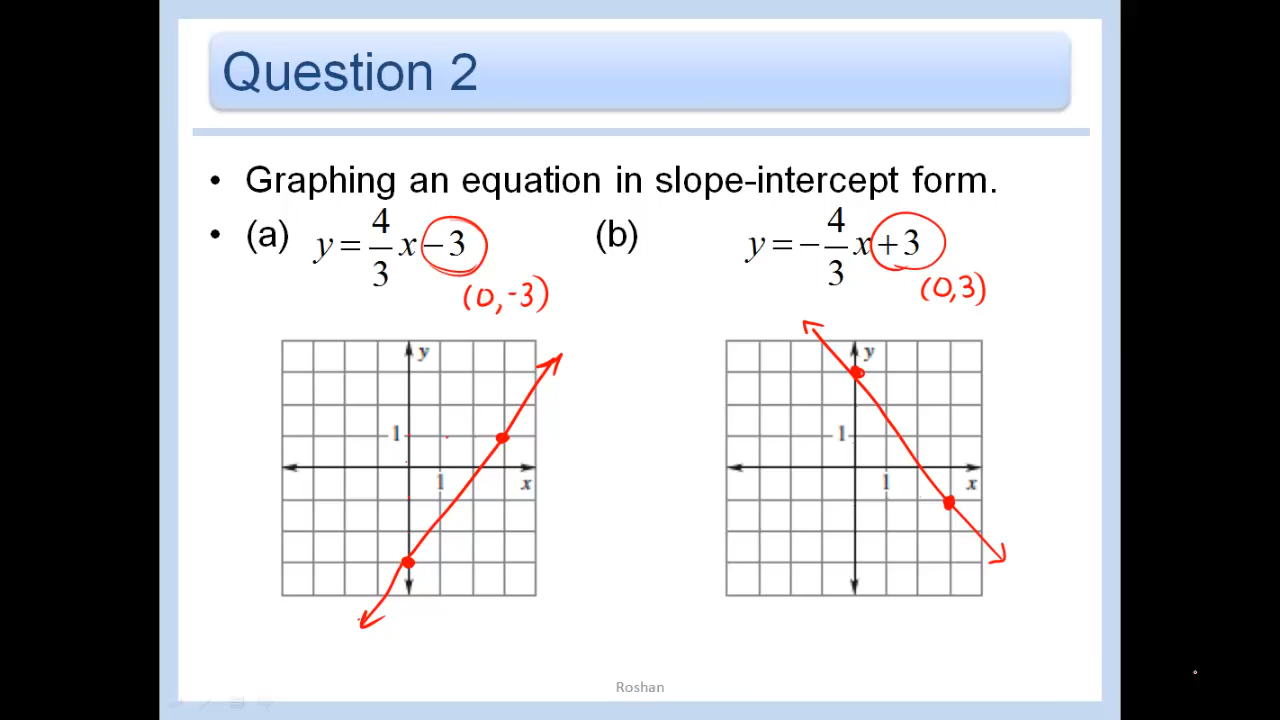 Question 2
• Graphing an equation in slope-intercept form.
• (a) y = 4/3 x − 3 (b) y = − 4/3 x + 3
(0, -3) (0, 3)
y y
1 1
1 x 1 x
Roshan